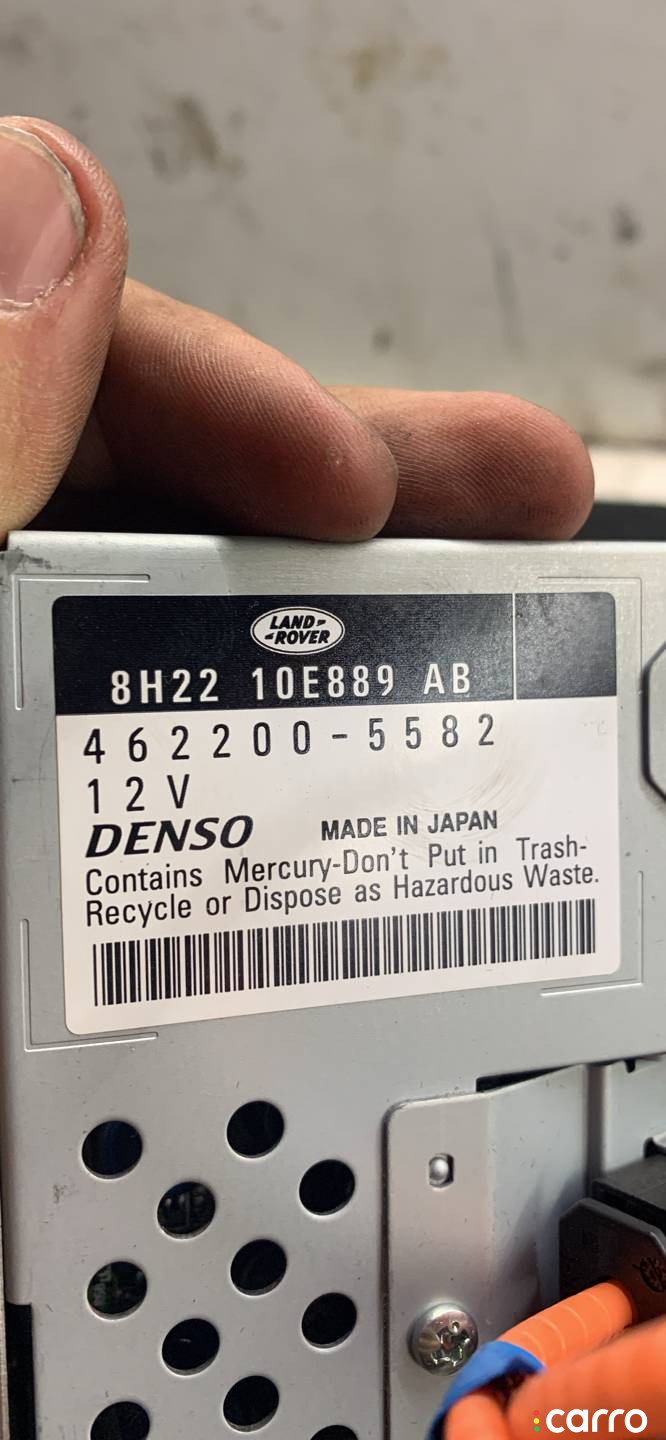 LAND-
-ROVER
8H22 10E889 AB
462200-5582
12V
DENSO MADE IN JAPAN
Contains Mercury-Don't Put in Trash-
Recycle or Dispose as Hazardous Waste.
carro